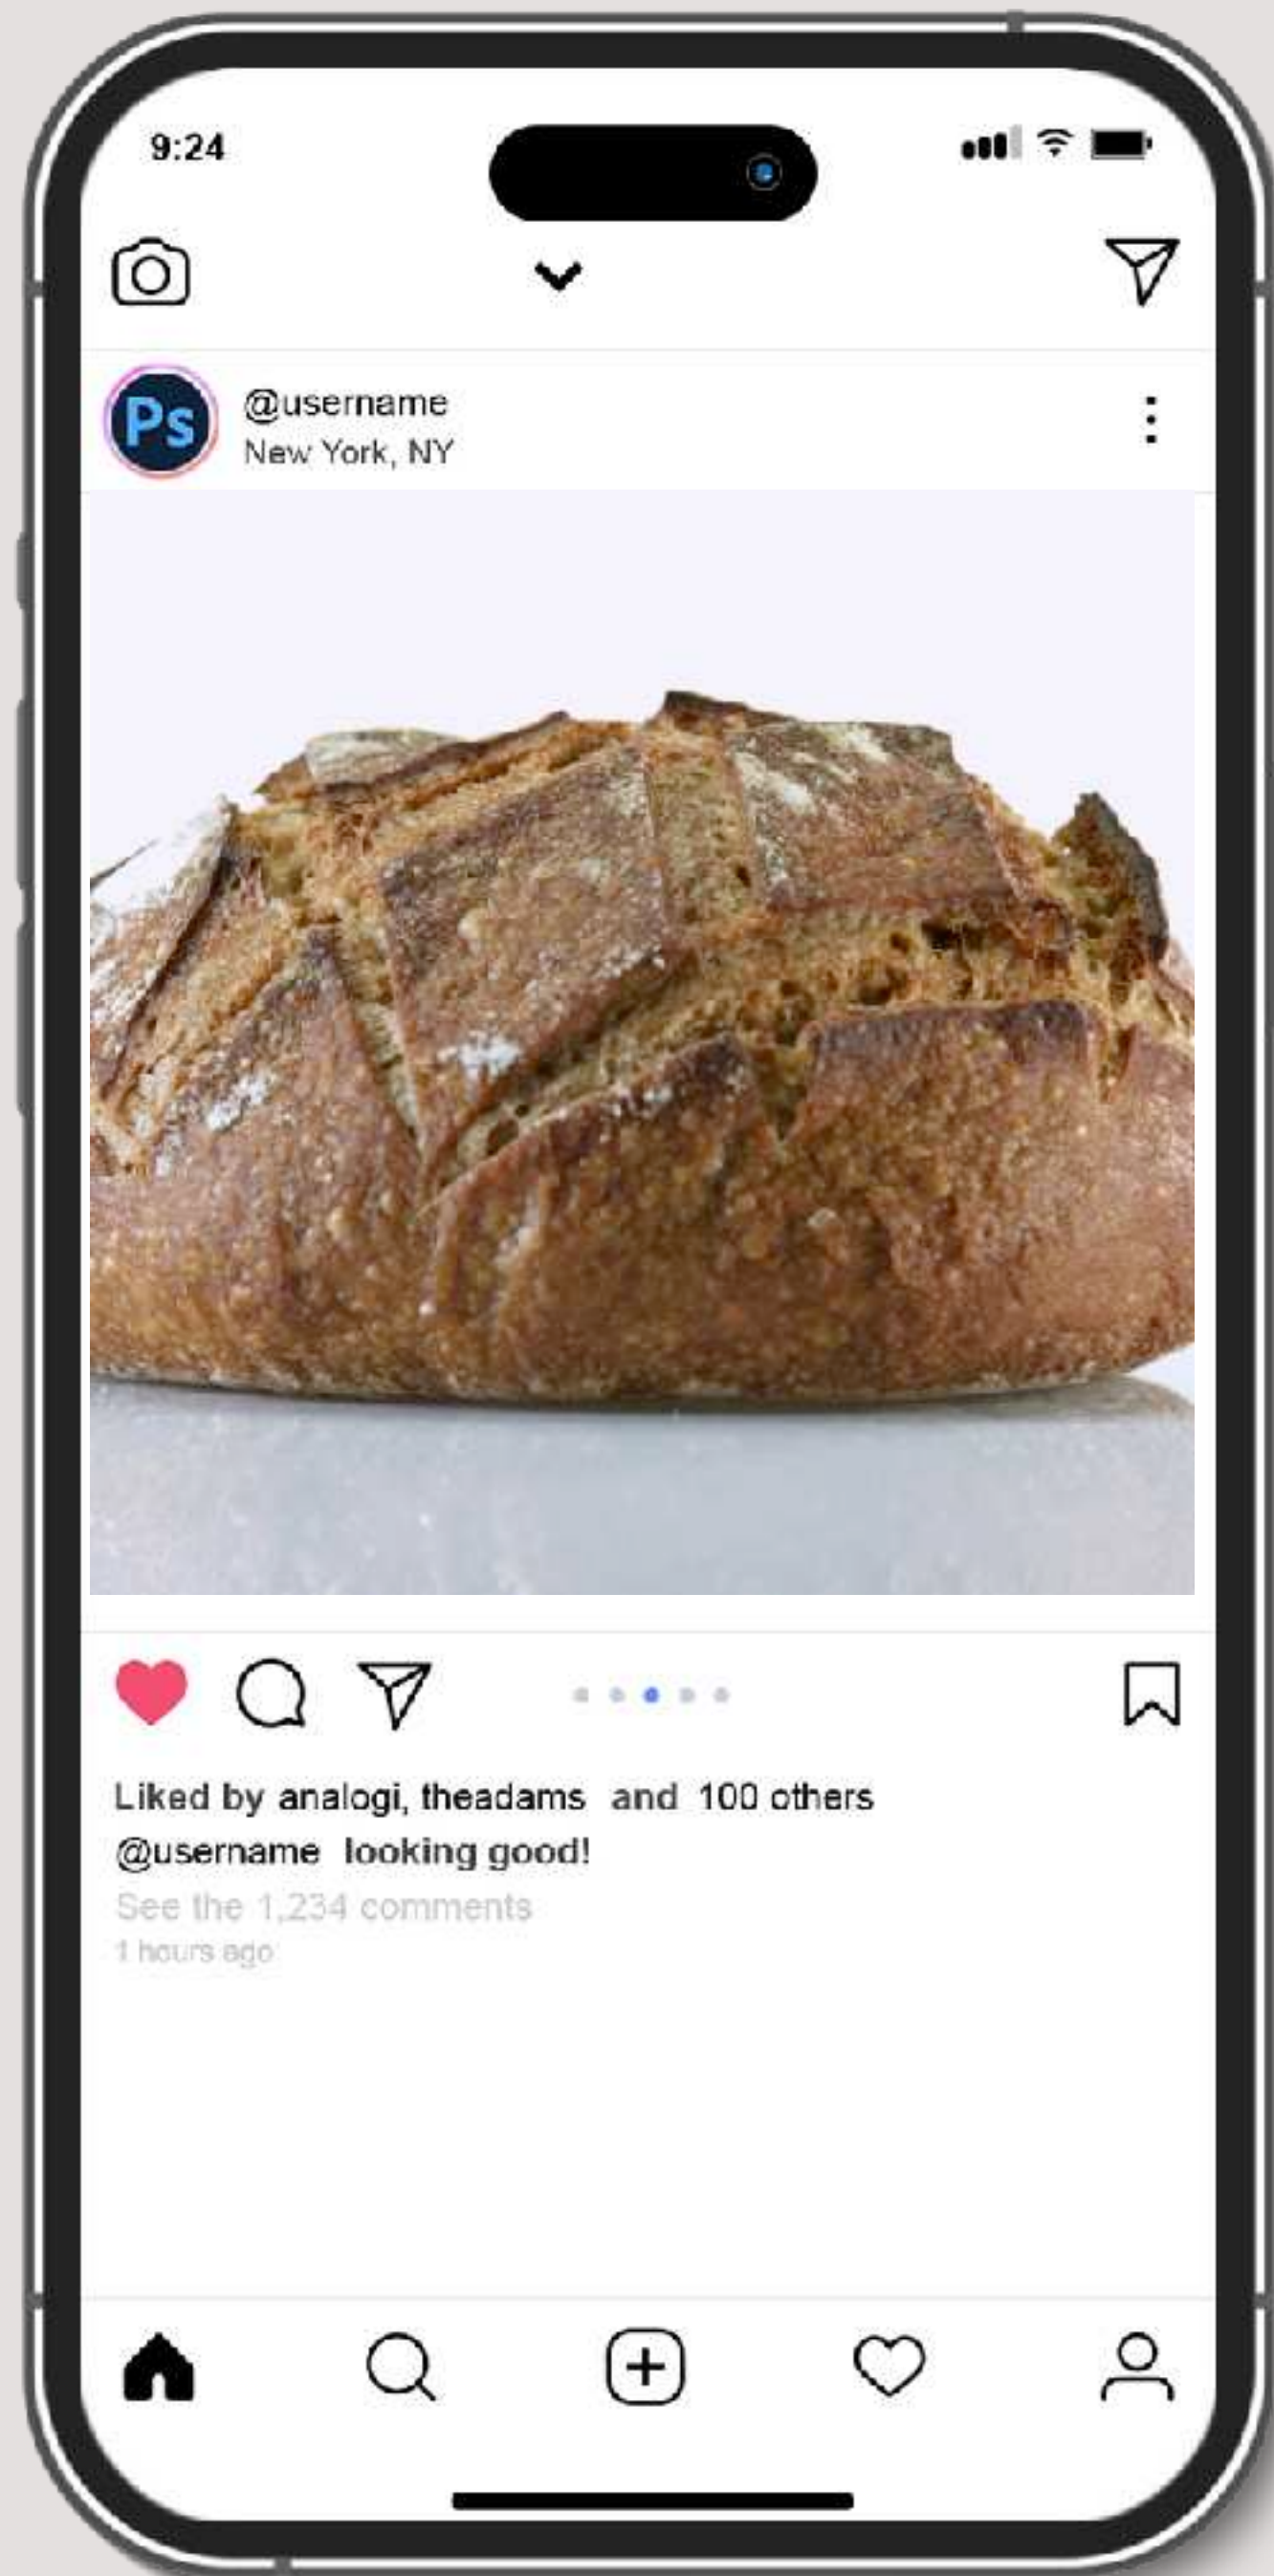 9:24
Ps
@username
New York, NY
Liked by analogi, theadams and 100 others
@username looking good!
See the 1,234 comments
1 hours ago